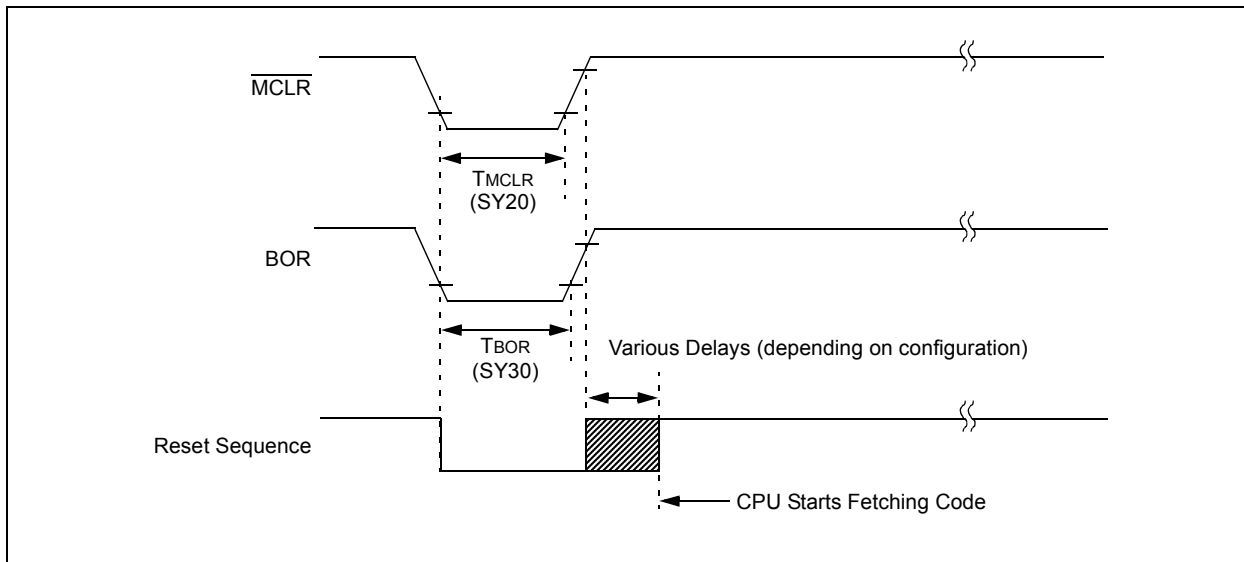 MCLR
TMCLR
(SY20)
BOR
TBOR
(SY30)
Various Delays (depending on configuration)
Reset Sequence
CPU Starts Fetching Code